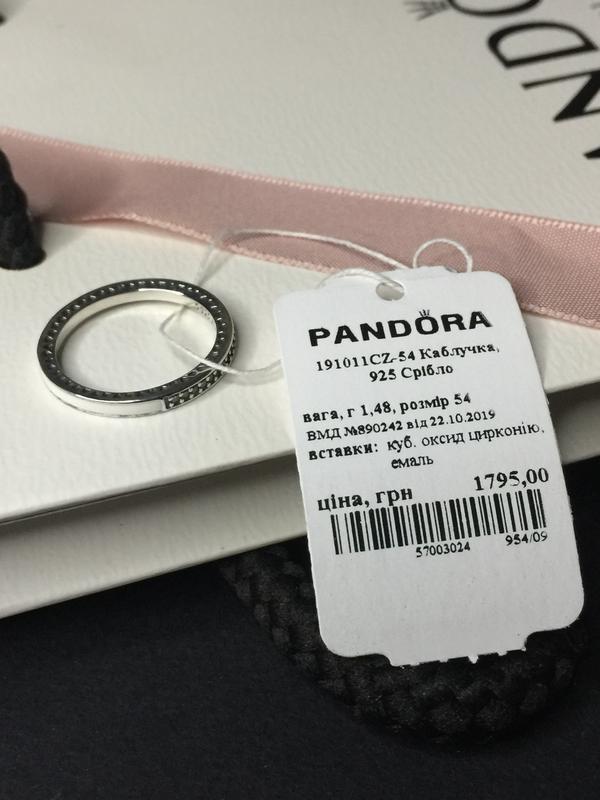 PANDORA
PANDORA
191011CZ-54 Каблучка,
925 Срібло
вага, г 1,48, розмір 54
ВМД №890242 від 22.10.2019
вставки: куб. оксид цирконію,
емаль
ціна, грн 1795,00
57003024 954/09